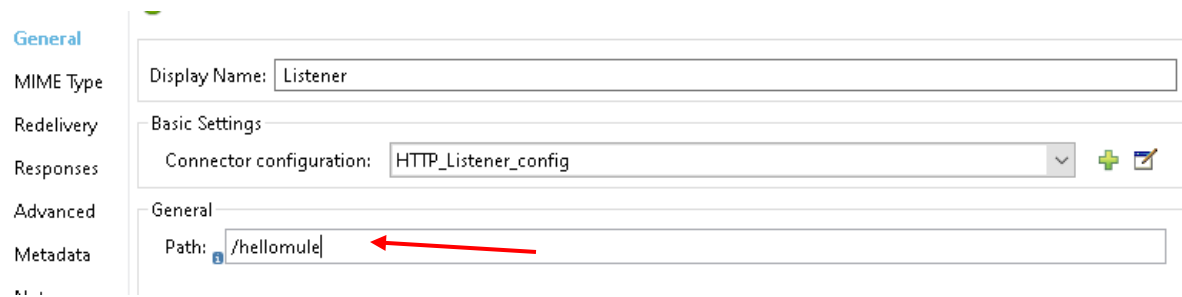 General
MIME Type
Redelivery
Responses
Advanced
Metadata
Display Name: Listener
Basic Settings
Connector configuration: HTTP_Listener_config
General
Path: /hellomule